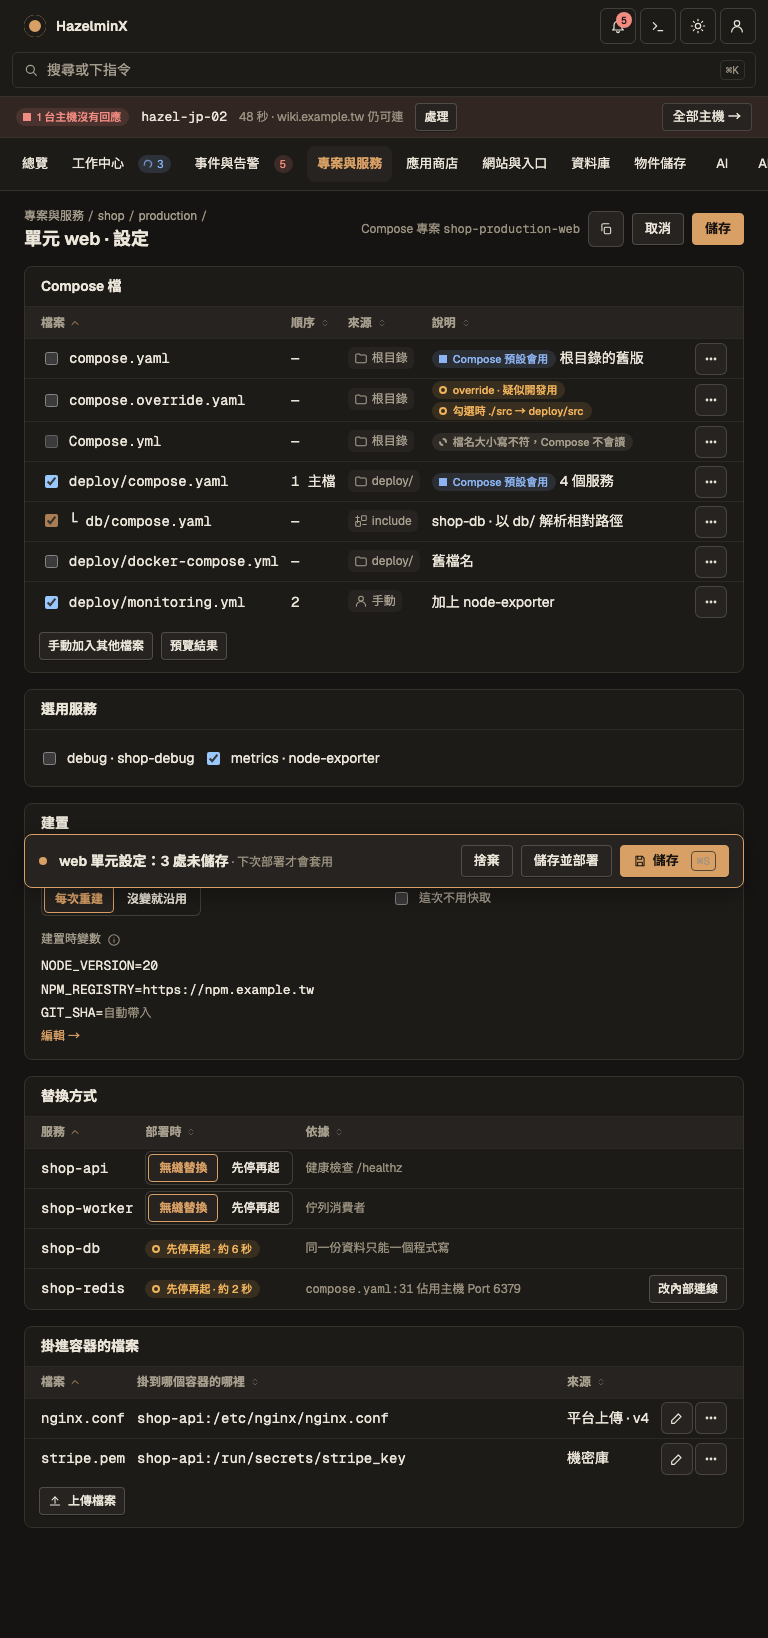 HazelminX
5
搜尋或下指令
⌘K
1 台主機沒有回應 hazel-jp-02 48 秒 · wiki.example.tw 仍可連 處理 全部主機 →
總覽 工作中心 3 事件與告警 5 專案與服務 應用商店 網站與入口 資料庫 物件儲存 AI
專案與服務 / shop / production /
單元 web · 設定
Compose 專案 shop-production-web 取消 儲存
Compose 檔
檔案 順序 來源 說明
compose.yaml — 根目錄 Compose 預設會用 根目錄的舊版
compose.override.yaml — 根目錄 override · 疑似開發用
勾選時 ./src → deploy/src
Compose.yml — 根目錄 檔名大小寫不符，Compose 不會讀
deploy/compose.yaml 1 主檔 deploy/ Compose 預設會用 4 個服務
└ db/compose.yaml — include shop-db · 以 db/ 解析相對路徑
deploy/docker-compose.yml — deploy/ 舊檔名
deploy/monitoring.yml 2 手動 加上 node-exporter
手動加入其他檔案 預覽結果
選用服務
debug · shop-debug metrics · node-exporter
建置
web 單元設定：3 處未儲存 · 下次部署才會套用 捨棄 儲存並部署 儲存 ⌘S
每次重建 沒變就沿用 這次不用快取
建置時變數
NODE_VERSION=20
NPM_REGISTRY=https://npm.example.tw
GIT_SHA=自動帶入
編輯 →
替換方式
服務 部署時 依據
shop-api 無縫替換 先停再起 健康檢查 /healthz
shop-worker 無縫替換 先停再起 佇列消費者
shop-db 先停再起 · 約 6 秒 同一份資料只能一個程式寫
shop-redis 先停再起 · 約 2 秒 compose.yaml:31 佔用主機 Port 6379 改內部連線
掛進容器的檔案
檔案 掛到哪個容器的哪裡 來源
nginx.conf shop-api:/etc/nginx/nginx.conf 平台上傳 · v4
stripe.pem shop-api:/run/secrets/stripe_key 機密庫
上傳檔案